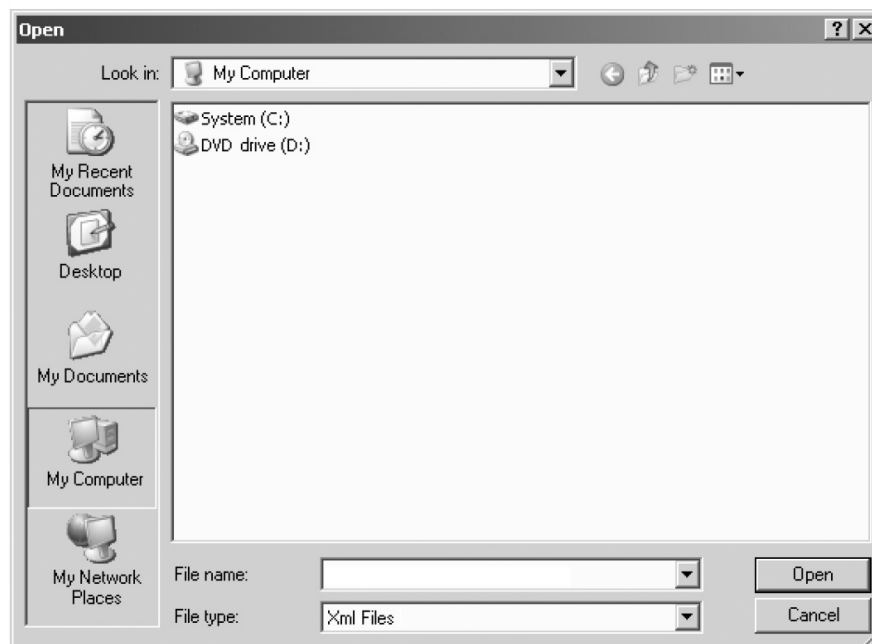 Open
Look in:
My Computer
System (C:)
DVD drive (D:)
My Recent
Documents
Desktop
My Documents
My Computer
My Network
Places
File name:
Open
File type:
Xml Files
Cancel